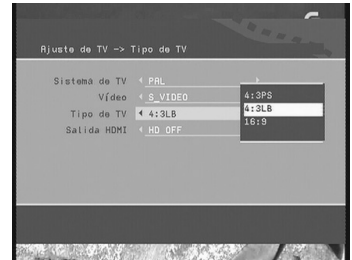 Ajuste de TV -> Tipo de TV
Sistema de TV PAL
Vídeo S_VIDEO
Tipo de TV 4:3LB
Salida HDMI HD OFF
4:3PS
4:3LB
16:9